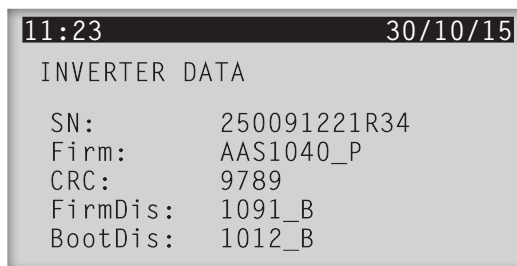 11:23 30/10/15
INVERTER DATA
SN: 250091221R34
Firm: AAS1040_P
CRC: 9789
FirmDis: 1091_B
BootDis: 1012_B